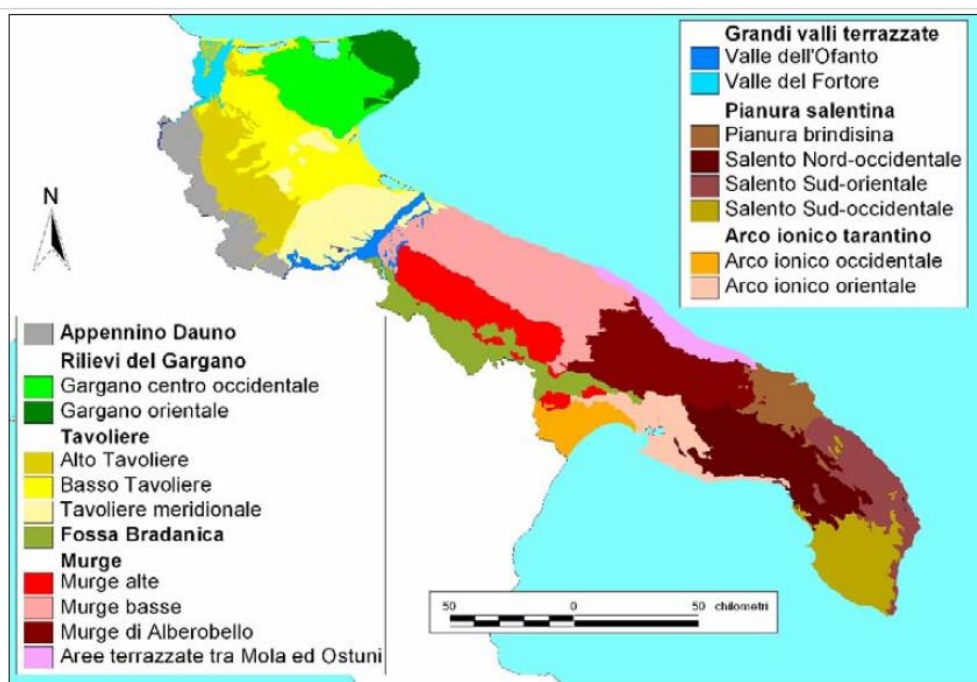 Grandi valli terrazzate
Valle dell'Ofanto
Valle del Fortore
Pianura salentina
Pianura brindisina
Salento Nord-occidentale
Salento Sud-orientale
Salento Sud-occidentale
Arco ionico tarantino
Arco ionico occidentale
Arco ionico orientale
N
Appennino Dauno
Rilievi del Gargano
Gargano centro occidentale
Gargano orientale
Tavoliere
Alto Tavoliere
Basso Tavoliere
Tavoliere meridionale
Fossa Bradanica
Murge
Murge alte
Murge basse
Murge di Alberobello
Aree terrazzate tra Mola ed Ostuni
50 0 50 chilometri